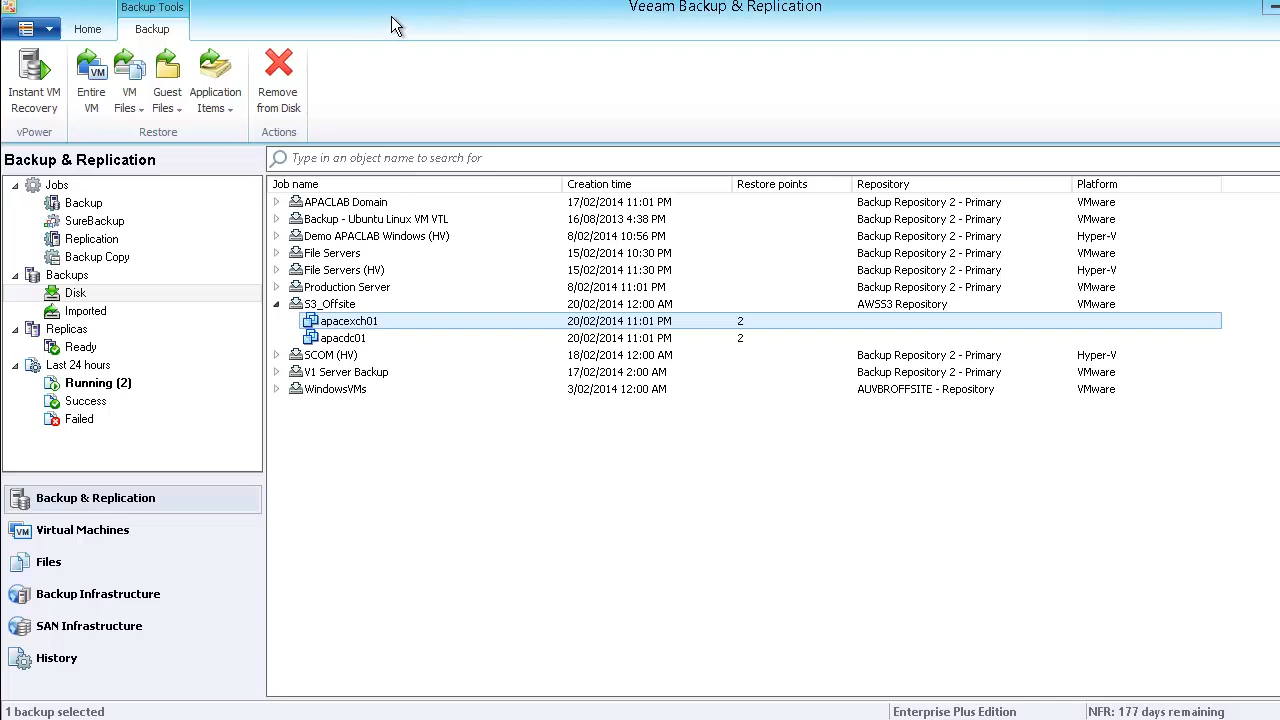 Backup Tools
Veeam Backup & Replication
Home
Backup
Instant VM Recovery
Entire VM
VM Files
Guest Files
Application Items
Remove from Disk
vPower
Restore
Actions
Backup & Replication
Type in an object name to search for
Jobs
Backup
SureBackup
Replication
Backup Copy
Backups
Disk
Imported
Replicas
Ready
Last 24 hours
Running (2)
Success
Failed
Backup & Replication
Virtual Machines
Files
Backup Infrastructure
SAN Infrastructure
History
Job name Creation time Restore points Repository Platform
APACLAB Domain 17/02/2014 11:01 PM Backup Repository 2 - Primary VMware
Backup - Ubuntu Linux VM VTL 16/08/2013 4:38 PM Backup Repository 2 - Primary VMware
Demo APACLAB Windows (HV) 8/02/2014 10:56 PM Backup Repository 2 - Primary Hyper-V
File Servers 15/02/2014 10:30 PM Backup Repository 2 - Primary VMware
File Servers (HV) 15/02/2014 11:30 PM Backup Repository 2 - Primary Hyper-V
Production Server 8/02/2014 11:01 PM Backup Repository 2 - Primary VMware
S3_Offsite 20/02/2014 12:00 AM AWSS3 Repository VMware
apacexch01 20/02/2014 11:01 PM 2
apacdc01 20/02/2014 11:01 PM 2
SCOM (HV) 18/02/2014 12:00 AM Backup Repository 2 - Primary Hyper-V
V1 Server Backup 17/02/2014 2:00 AM Backup Repository 2 - Primary VMware
WindowsVMs 3/02/2014 12:00 AM AUVBROFFSITE - Repository VMware
1 backup selected
Enterprise Plus Edition
NFR: 177 days remaining